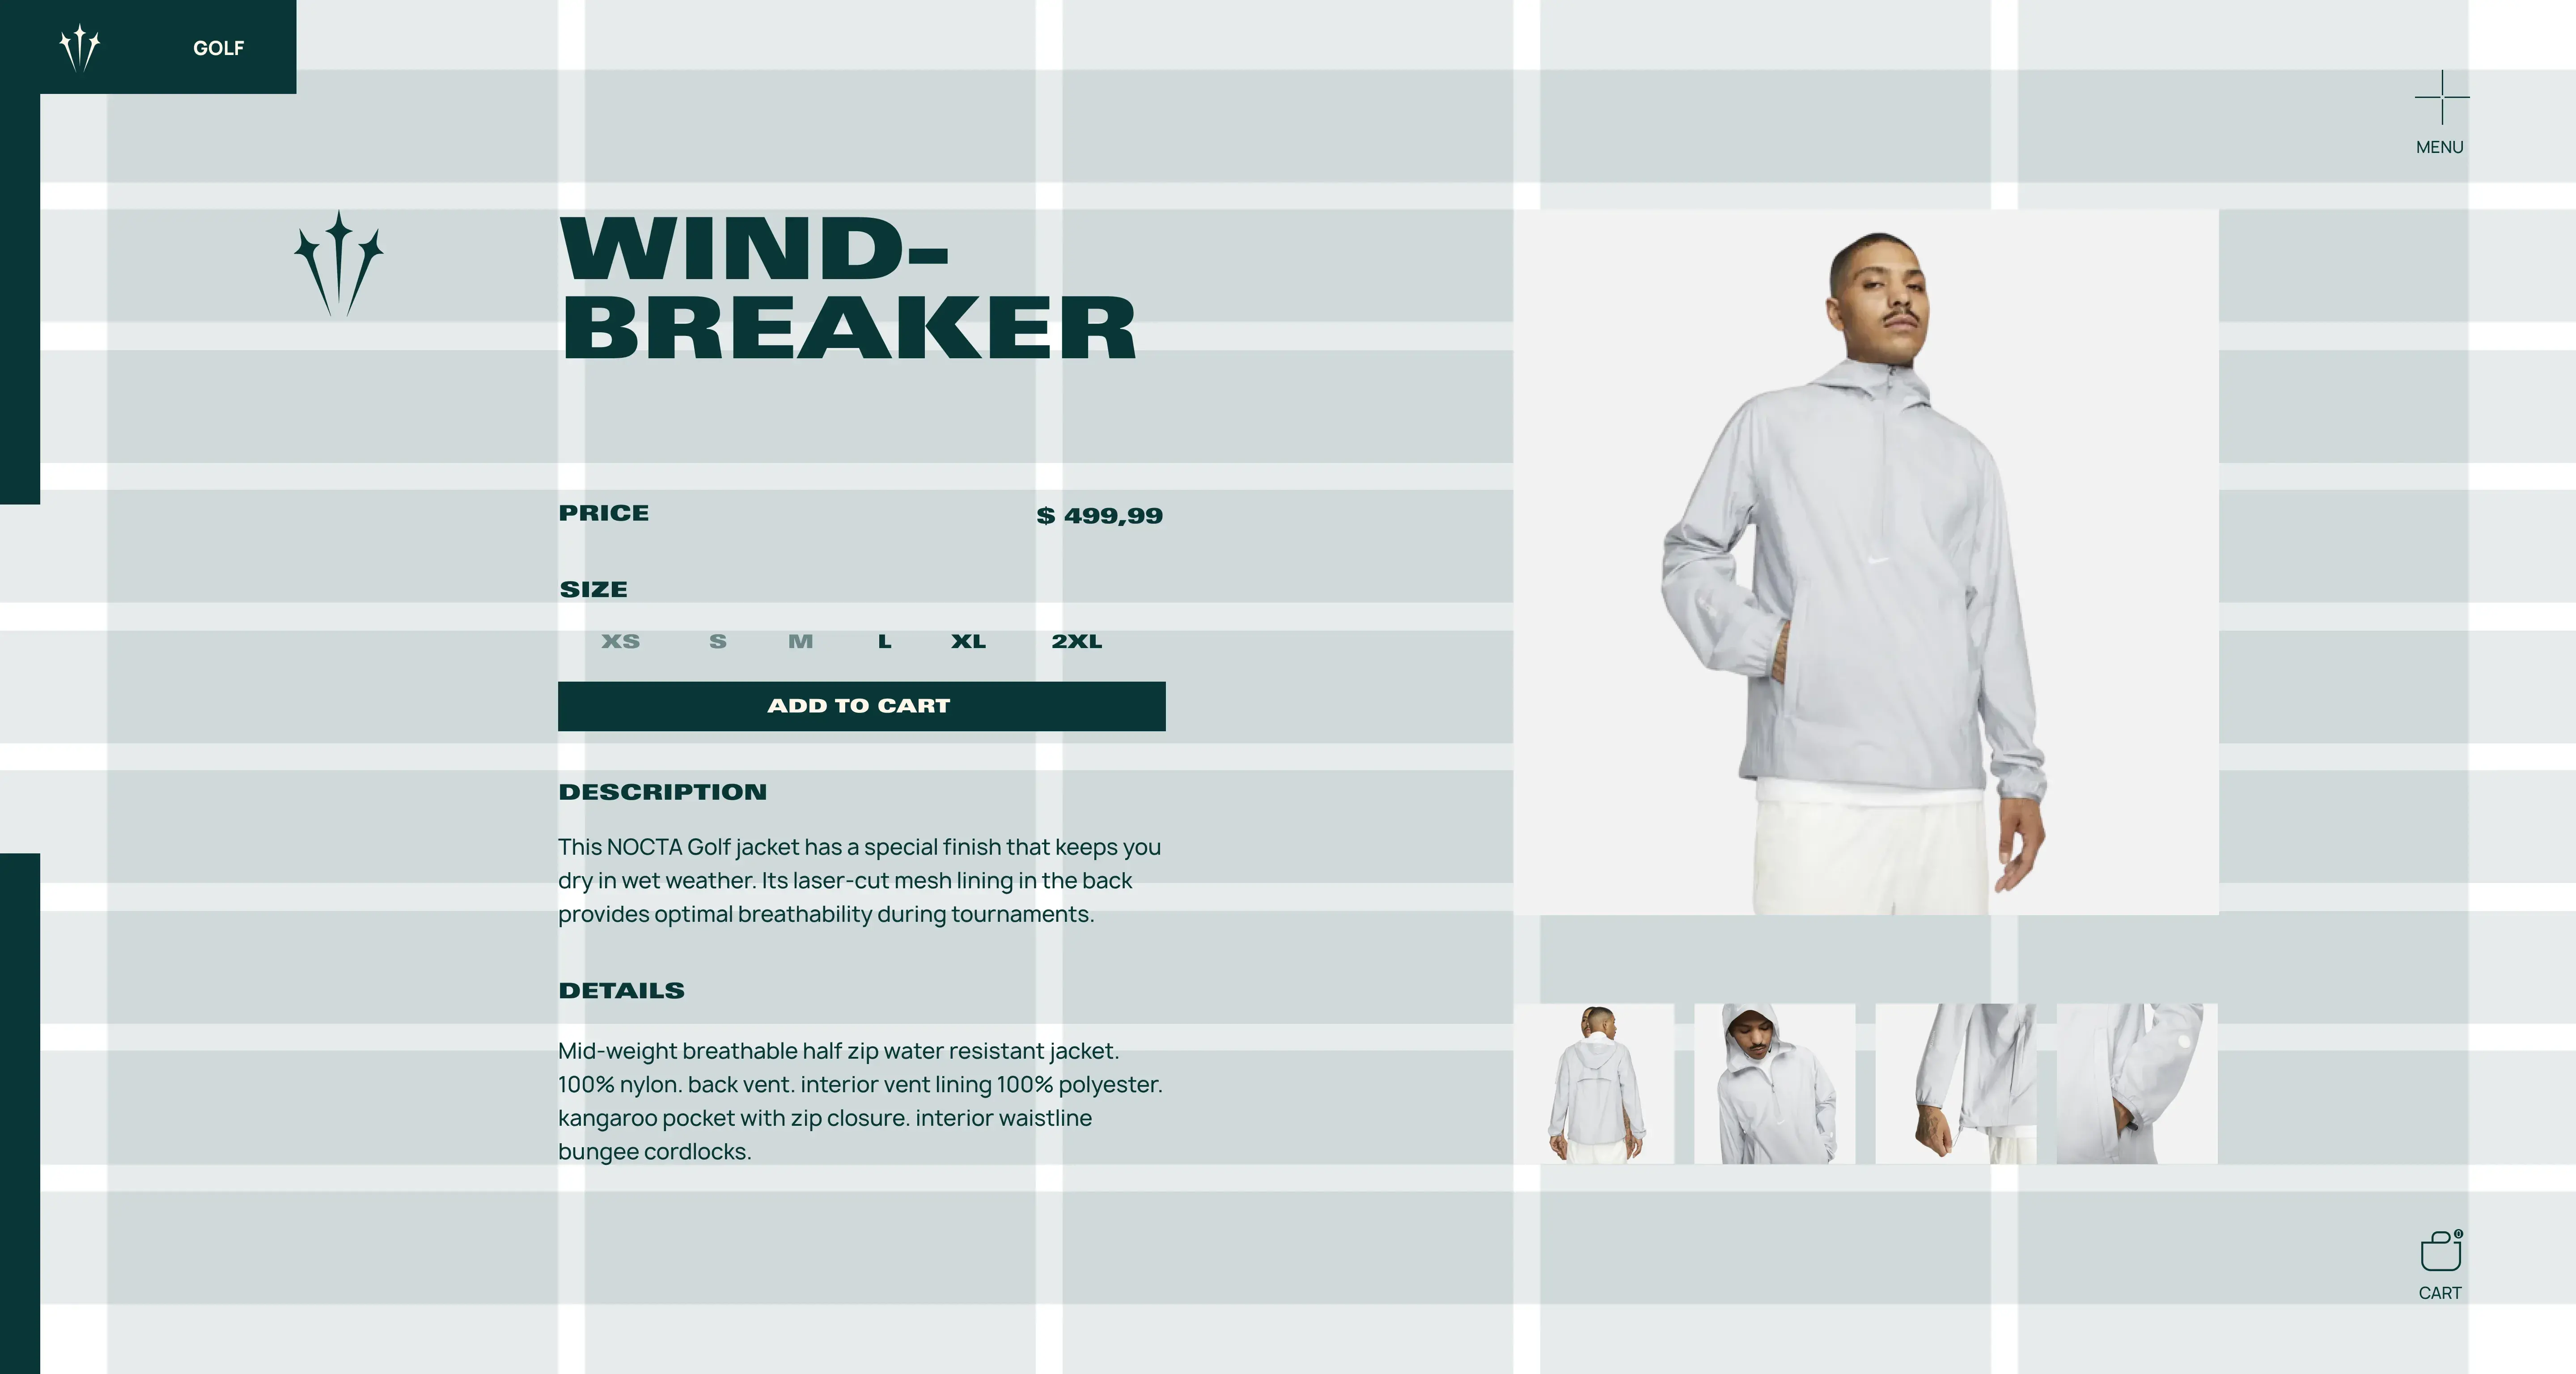 GOLF
MENU
WIND-
BREAKER
PRICE
$ 499,99
SIZE
XS S M L XL 2XL
ADD TO CART
DESCRIPTION
This NOCTA Golf jacket has a special finish that keeps you
dry in wet weather. Its laser-cut mesh lining in the back
provides optimal breathability during tournaments.
DETAILS
Mid-weight breathable half zip water resistant jacket.
100% nylon. back vent. interior vent lining 100% polyester.
kangaroo pocket with zip closure. interior waistline
bungee cordlocks.
0
CART